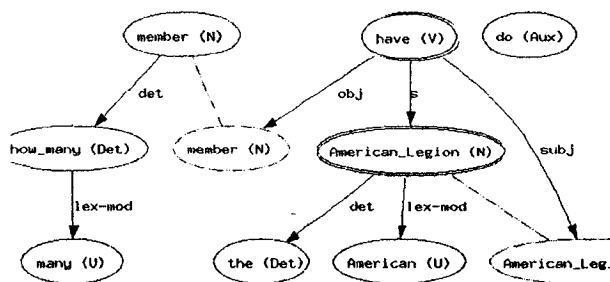 member (N) have (V) do (Aux)
det obj s subj
how_many (Det) member (N) American_Legion (N)
lex-mod det lex-mod
many (U) the (Det) American (U) American_Leg